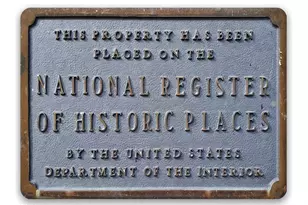 THIS PROPERTY HAS BEEN
PLACED ON THE
NATIONAL REGISTER
OF HISTORIC PLACES
BY THE UNITED STATES
DEPARTMENT OF THE INTERIOR